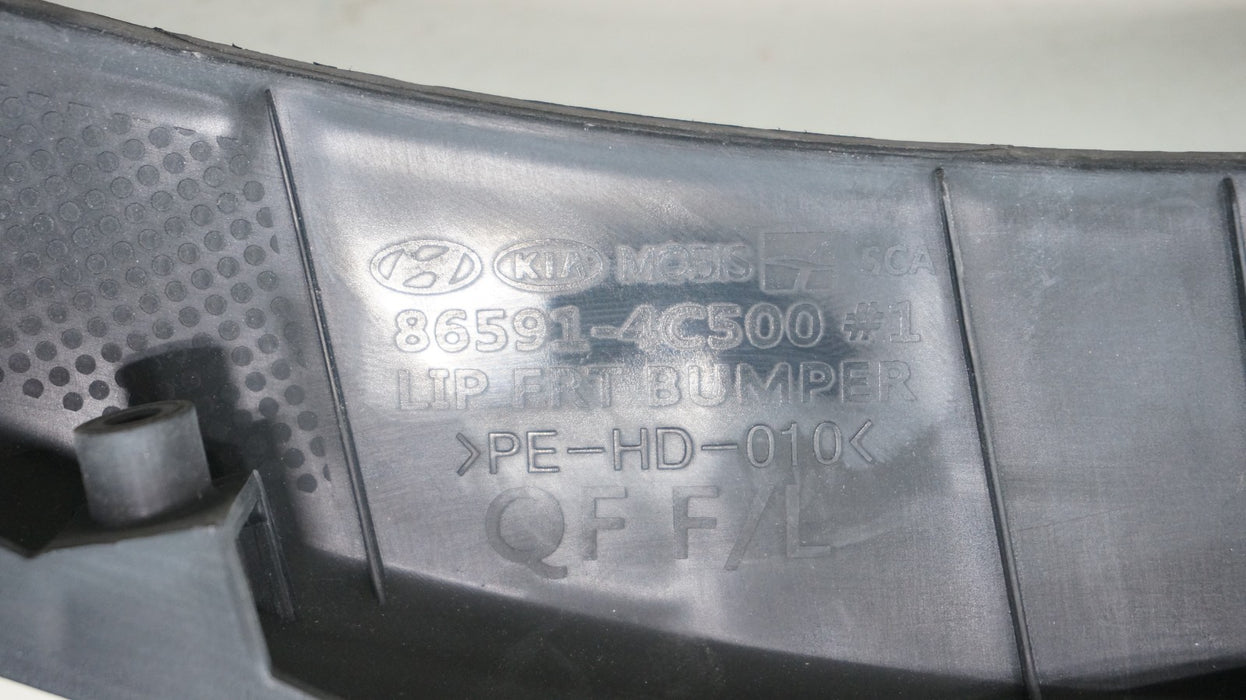 KIA MOBIS SCA
86591-4C500 #1
LIP FRT BUMPER
>PE-HD-010<
QF F/L